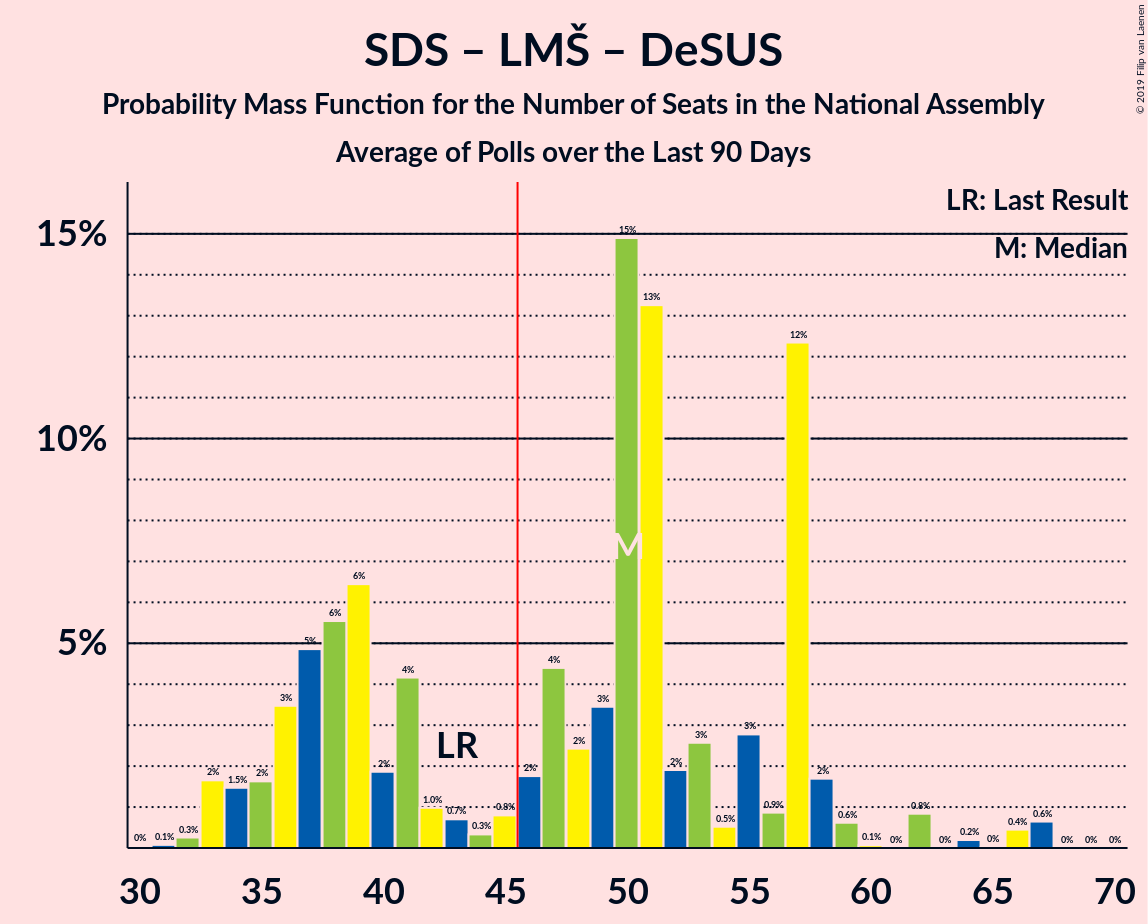 SDS – LMŠ – DeSUS
Probability Mass Function for the Number of Seats in the National Assembly
Average of Polls over the Last 90 Days
© 2019 Filip van Laenen
LR: Last Result
M: Median
15%
10%
5%
0% 0.1% 0.3% 2% 1.5% 2% 3% 5% 6% 6% 2% 4% 1.0% 0.7% 0.3% 0.8% 2% 4% 2% 3% 15% 13% 2% 3% 0.5% 3% 0.9% 12% 2% 0.6% 0.1% 0% 0.8% 0% 0.2% 0% 0.4% 0.6% 0% 0% 0%
M
LR
30 35 40 45 50 55 60 65 70